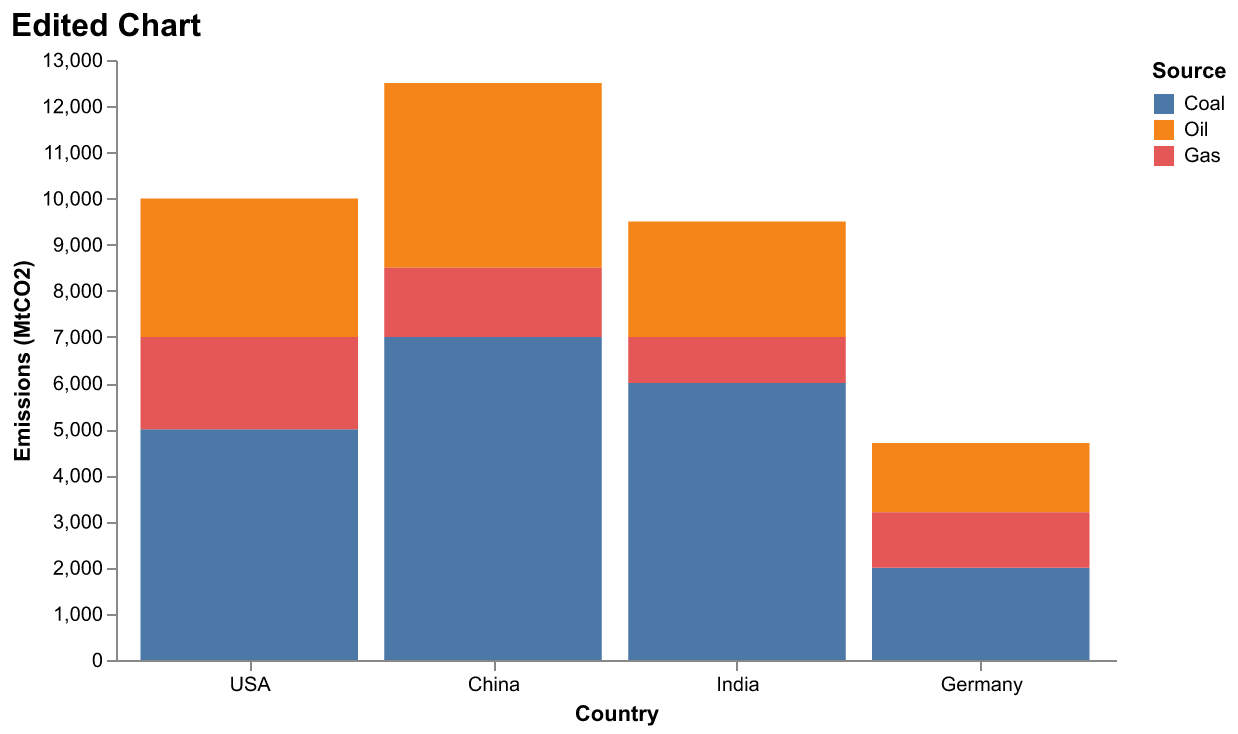 Edited Chart
13,000
12,000
11,000
10,000
9,000
8,000
7,000
6,000
5,000
4,000
3,000
2,000
1,000
0
Emissions (MtCO2)
USA
China
India
Germany
Country
Source
Coal
Oil
Gas